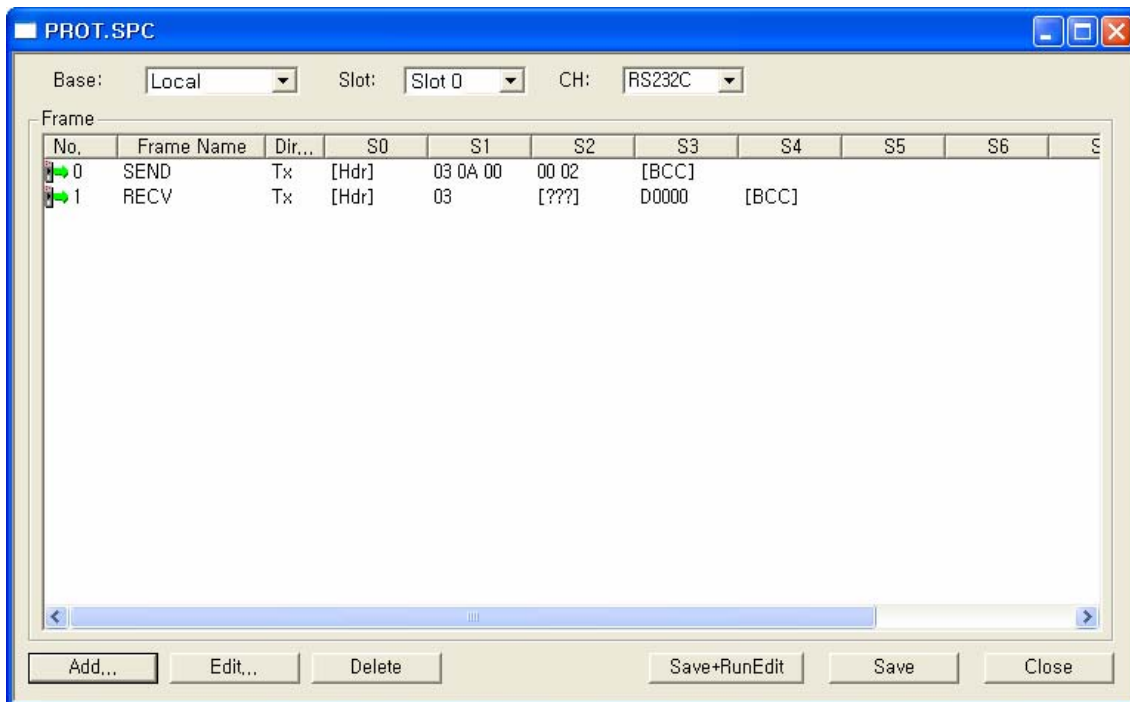 PROT.SPC
Base: Local Slot: Slot 0 CH: RS232C
Frame
No. Frame Name Dir... S0 S1 S2 S3 S4 S5 S6 S
0 SEND Tx [Hdr] 03 0A 00 00 02 [BCC]
1 RECV Tx [Hdr] 03 [???] D0000 [BCC]
Add... Edit... Delete Save+RunEdit Save Close